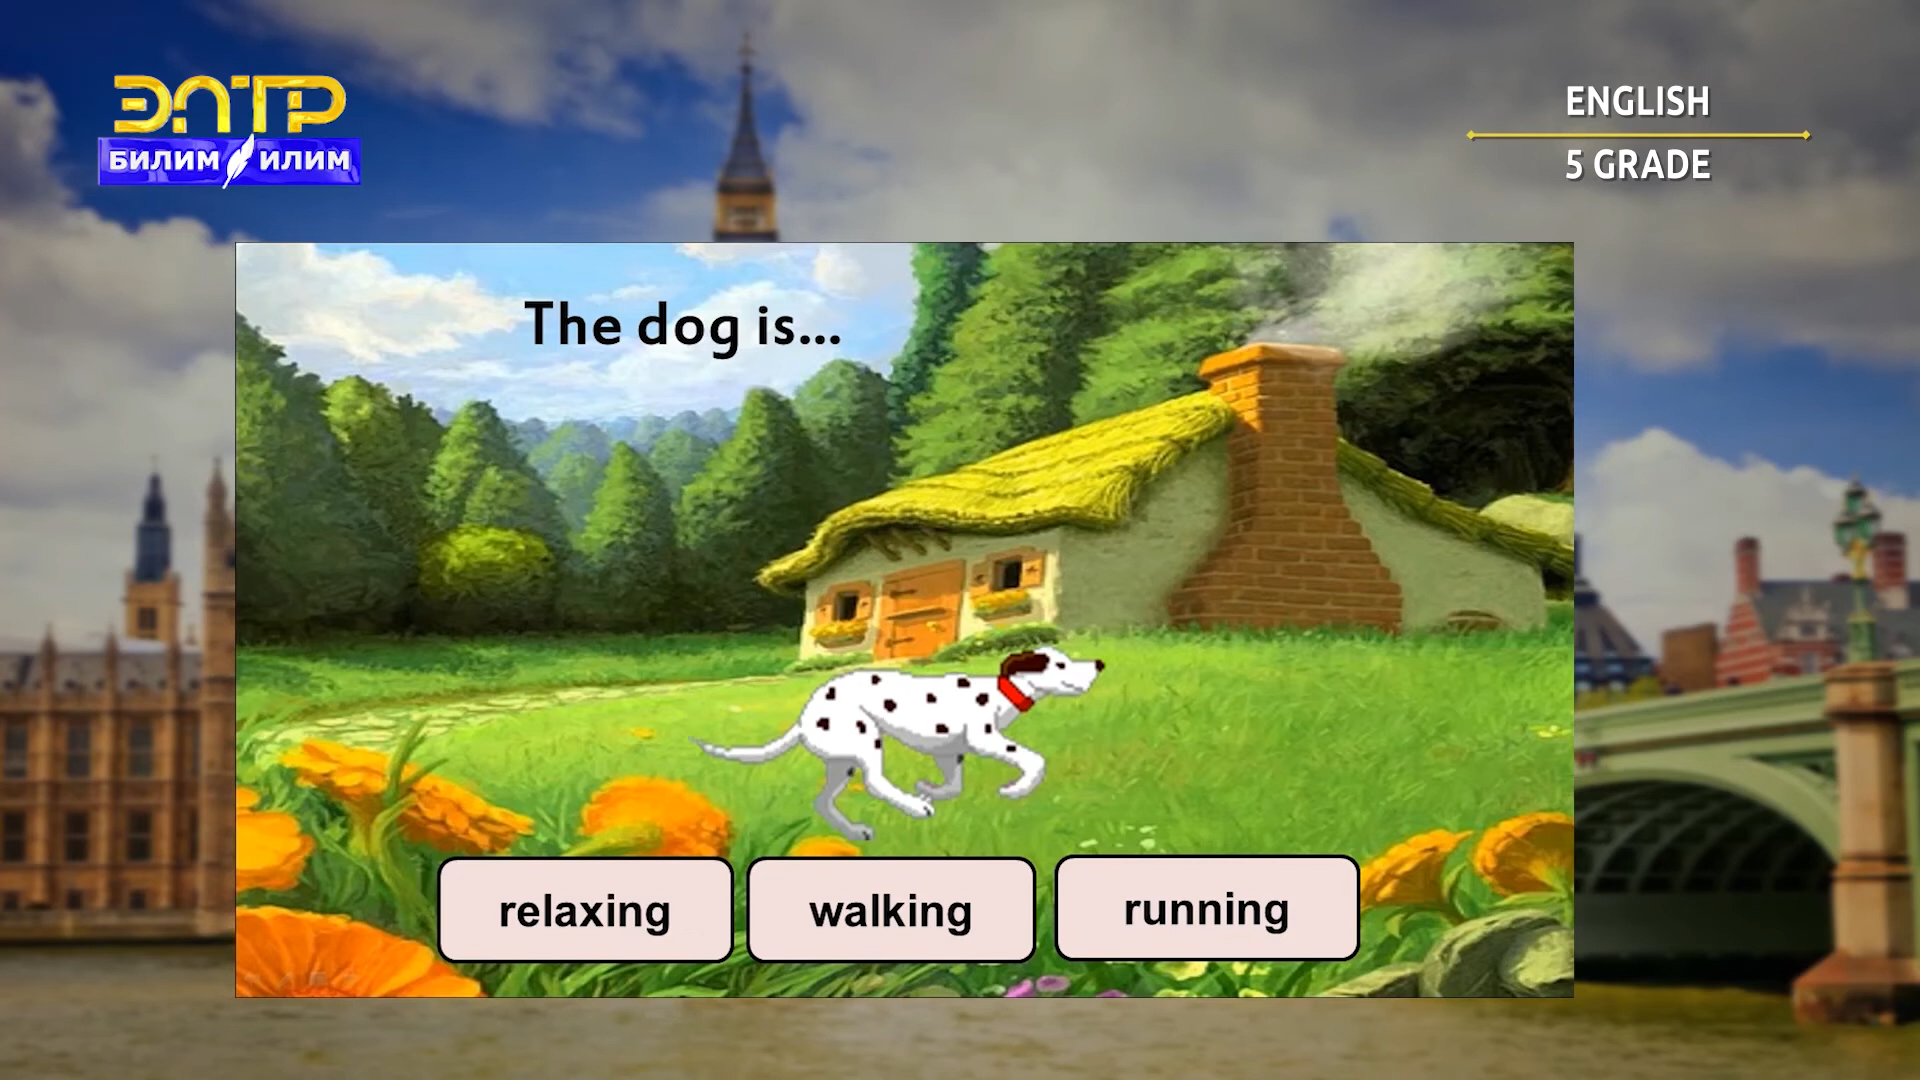 ЭЛТР
БИЛИМ ИЛИМ
ENGLISH
5 GRADE
The dog is...
relaxing
walking
running